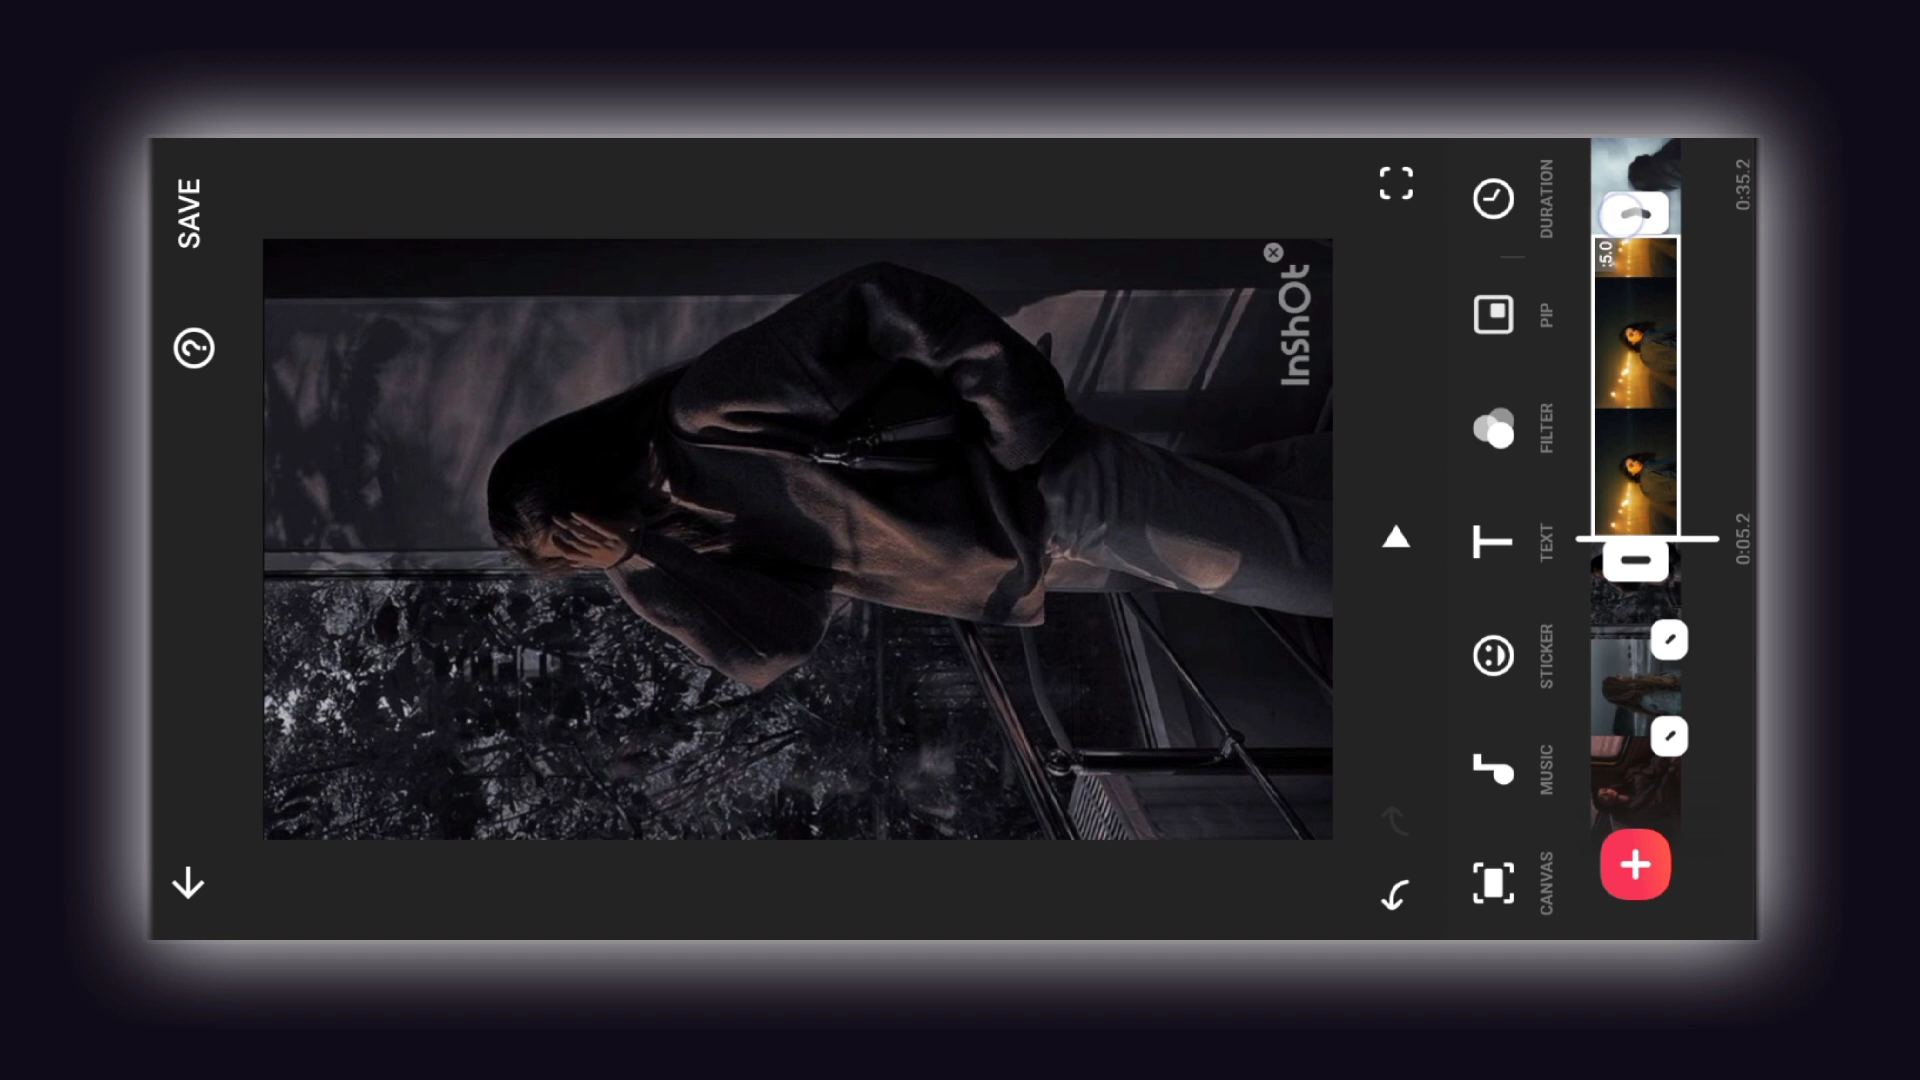 SAVE
InShOt
CANVAS MUSIC STICKER TEXT FILTER PIP DURATION
:5.0
0:05.2 0:35.2